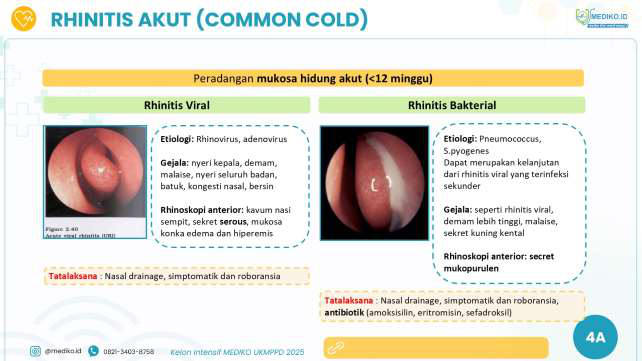 RHINITIS AKUT (COMMON COLD)
MEDIKO.ID
Peradangan mukosa hidung akut (<12 minggu)
Rhinitis Viral
Etiologi: Rhinovirus, adenovirus
Gejala: nyeri kepala, demam,
malaise, nyeri seluruh badan,
batuk, kongesti nasal, bersin
Rhinoskopi anterior: kavum nasi
sempit, sekret serous, mukosa
konka edema dan hiperemis
Figure 2.40
Acute viral rhinitis (URI)
Tatalaksana : Nasal drainage, simptomatik dan roboransia
Rhinitis Bakterial
Etiologi: Pneumococcus,
S.pyogenes
Dapat merupakan kelanjutan
dari rhinitis viral yang terinfeksi
sekunder
Gejala: seperti rhinitis viral,
demam lebih tinggi, malaise,
sekret kuning kental
Rhinoskopi anterior: secret
mukopurulen
Tatalaksana : Nasal drainage, simptomatik dan roboransia,
antibiotik (amoksisilin, eritromisin, sefadroksil)
4A
@mediko.id
0821-3403-8758
Kelon Intensif MEDIKO UKMPPD 2025